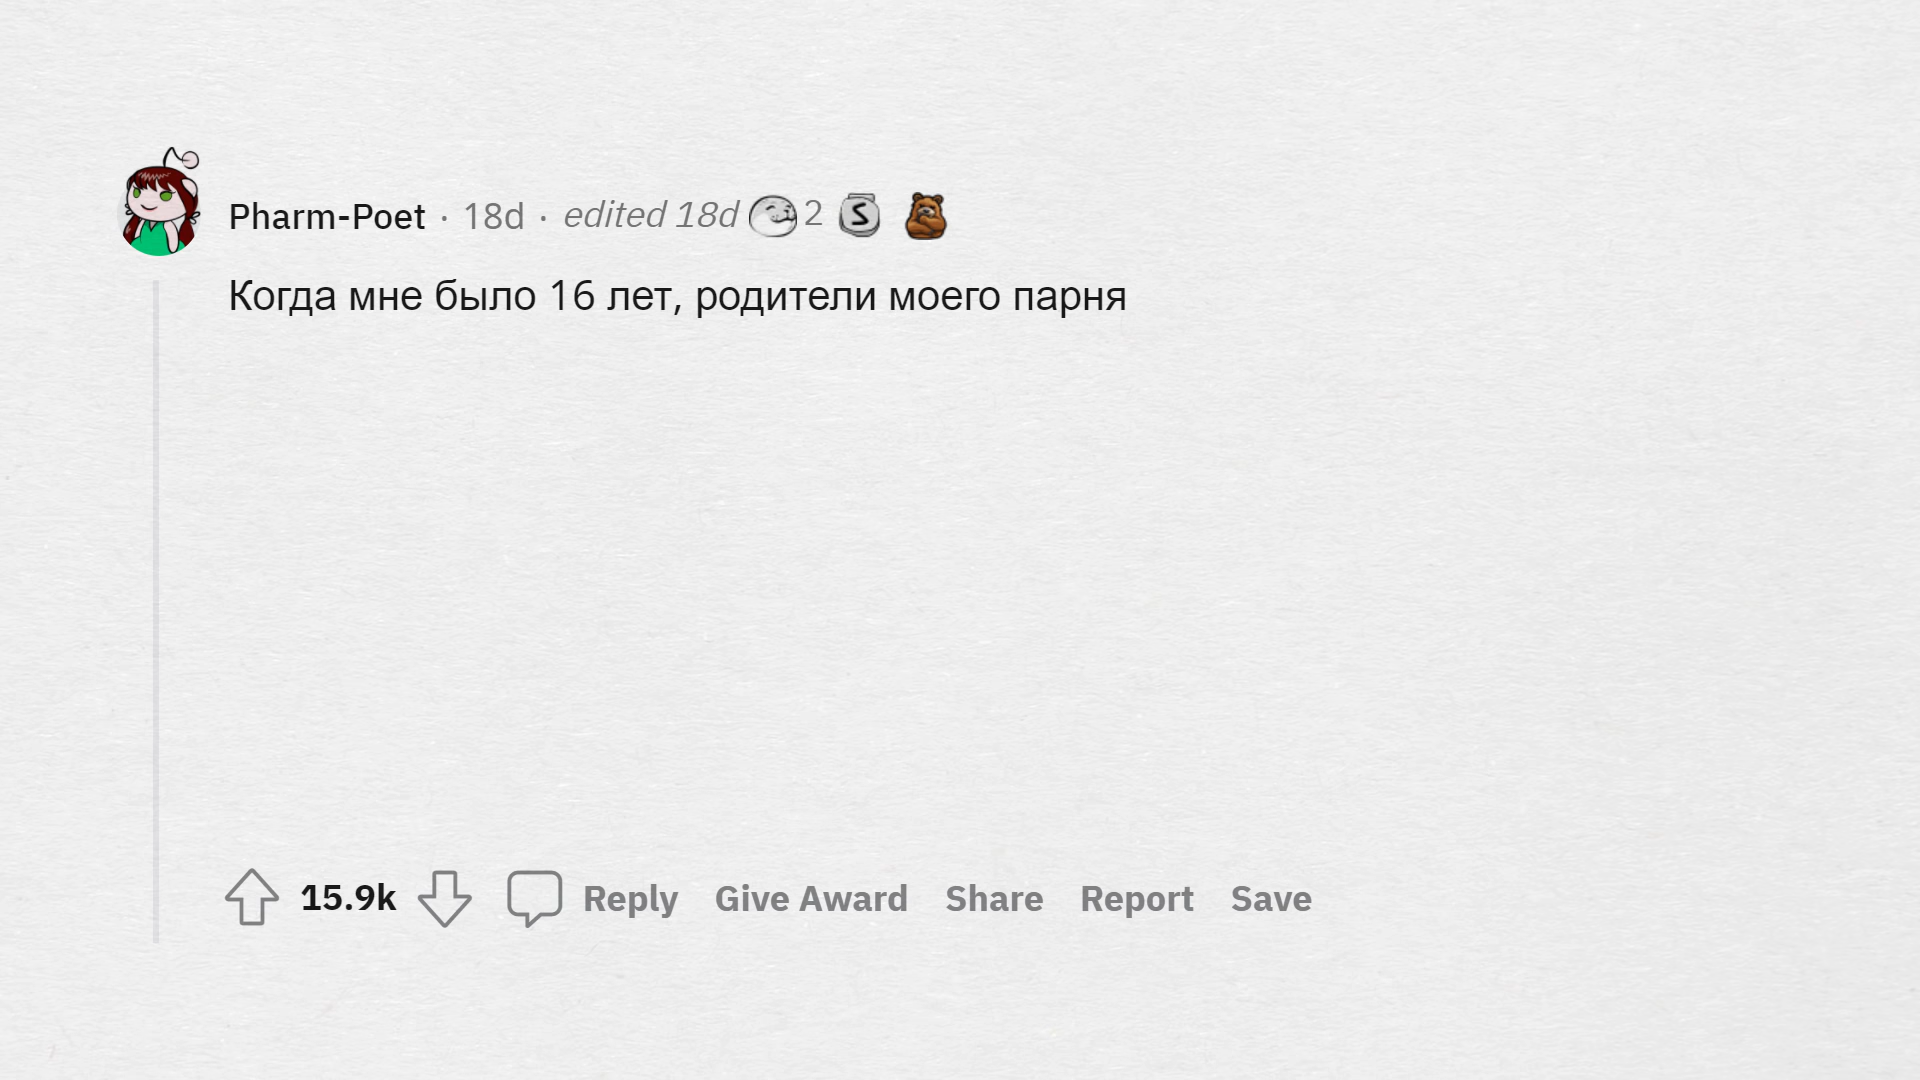 Pharm-Poet · 18d · edited 18d 2 S
Когда мне было 16 лет, родители моего парня
15.9k Reply Give Award Share Report Save